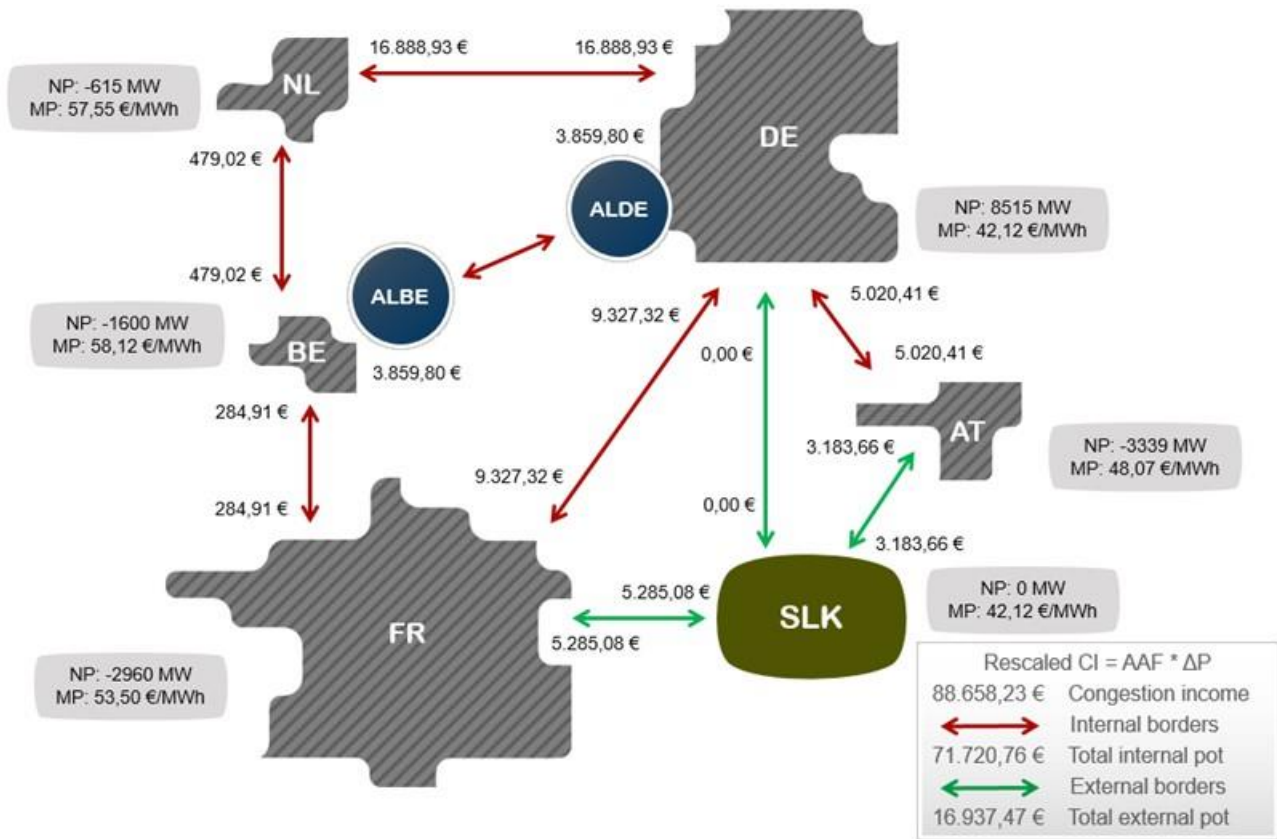 16.888,93 €
16.888,93 €
NL
NP: -615 MW
MP: 57,55 €/MWh
DE
3.859,80 €
479,02 €
ALDE
NP: 8515 MW
MP: 42,12 €/MWh
479,02 €
ALBE
9.327,32 €
5.020,41 €
NP: -1600 MW
MP: 58,12 €/MWh
BE
3.859,80 €
0,00 €
5.020,41 €
284,91 €
AT
3.183,66 €
NP: -3339 MW
MP: 48,07 €/MWh
9.327,32 €
284,91 €
0,00 €
3.183,66 €
5.285,08 €
SLK
NP: 0 MW
MP: 42,12 €/MWh
FR
5.285,08 €
NP: -2960 MW
MP: 53,50 €/MWh
Rescaled CI = AAF * ΔP
88.658,23 € Congestion income
Internal borders
71.720,76 € Total internal pot
External borders
16.937,47 € Total external pot